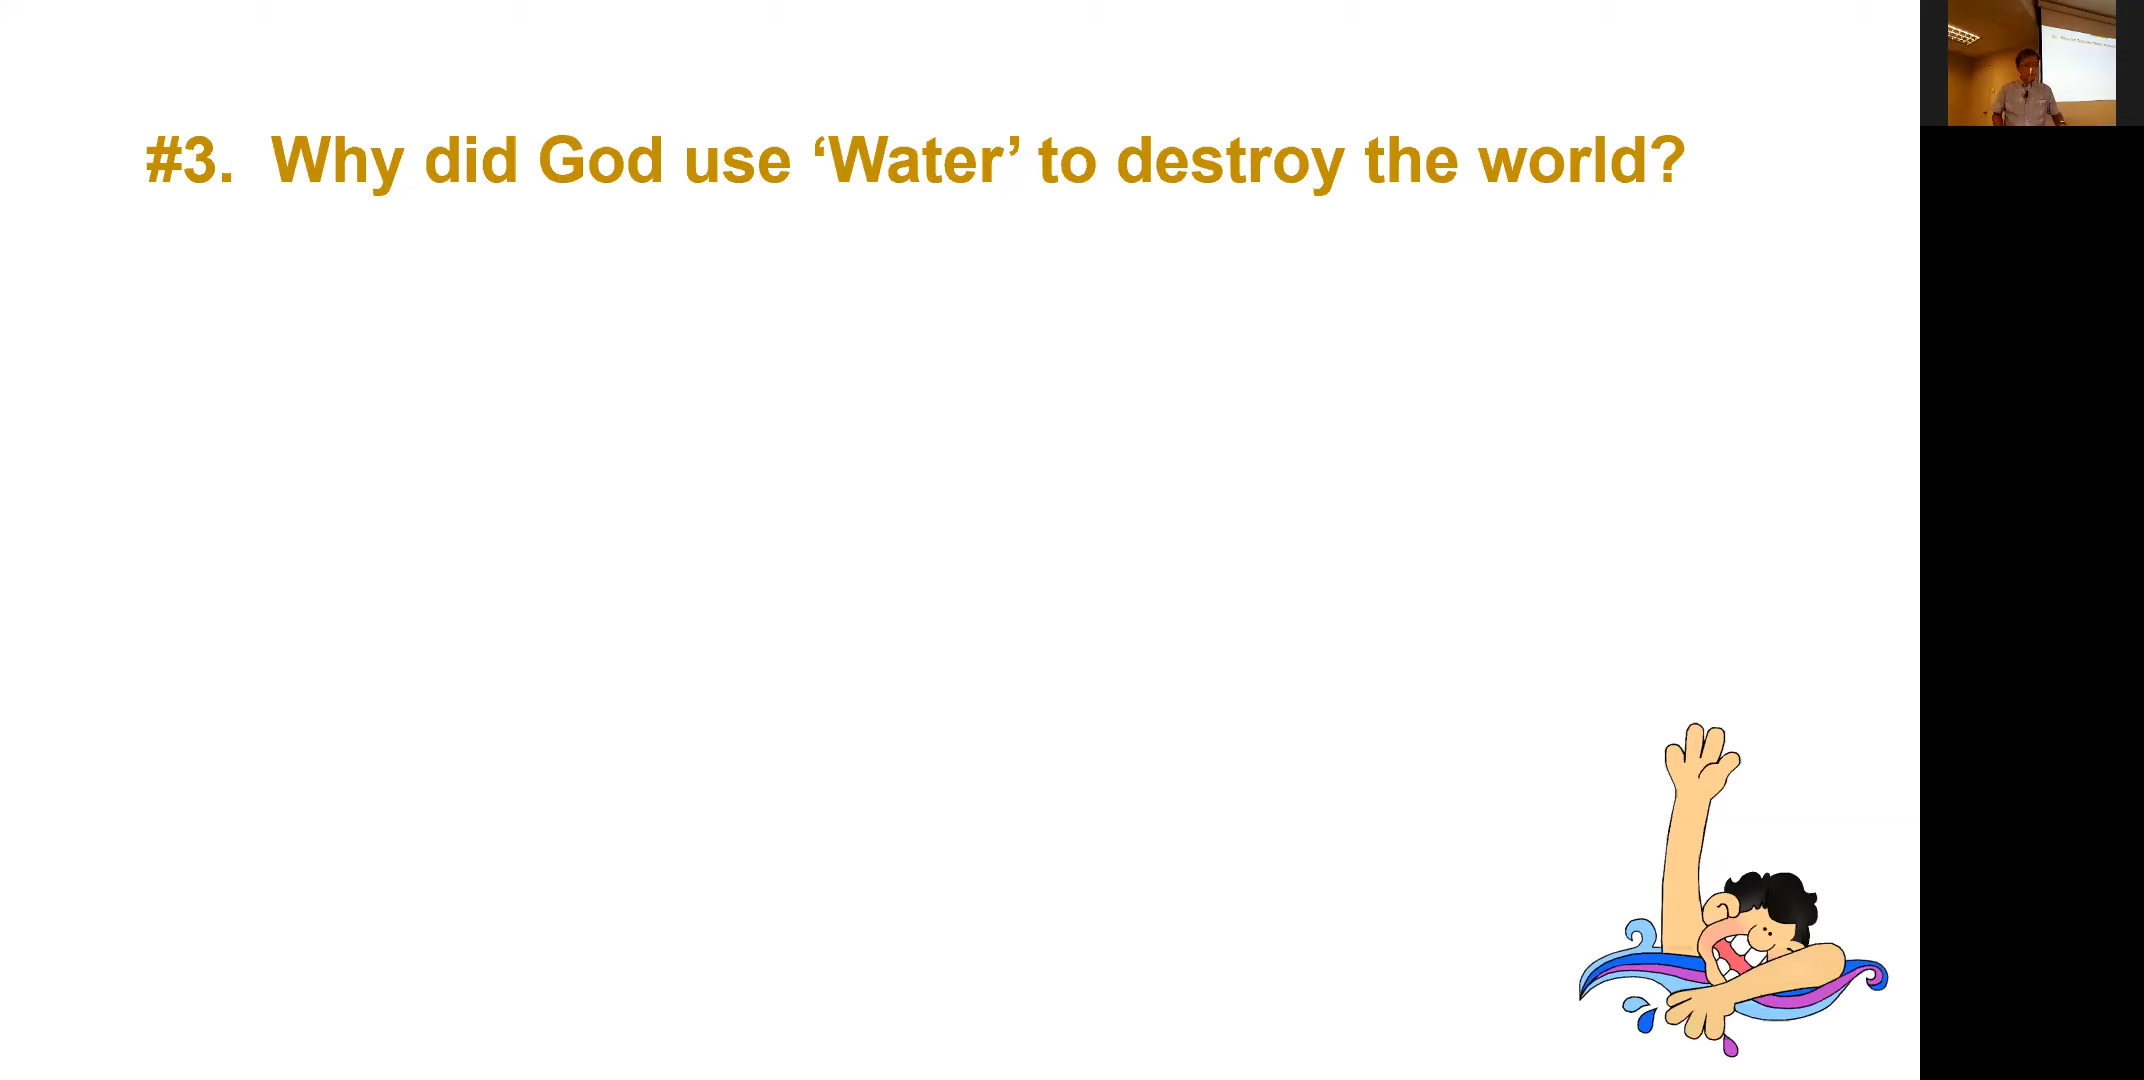 #3.  Why did God use ‘Water’ to destroy the world?